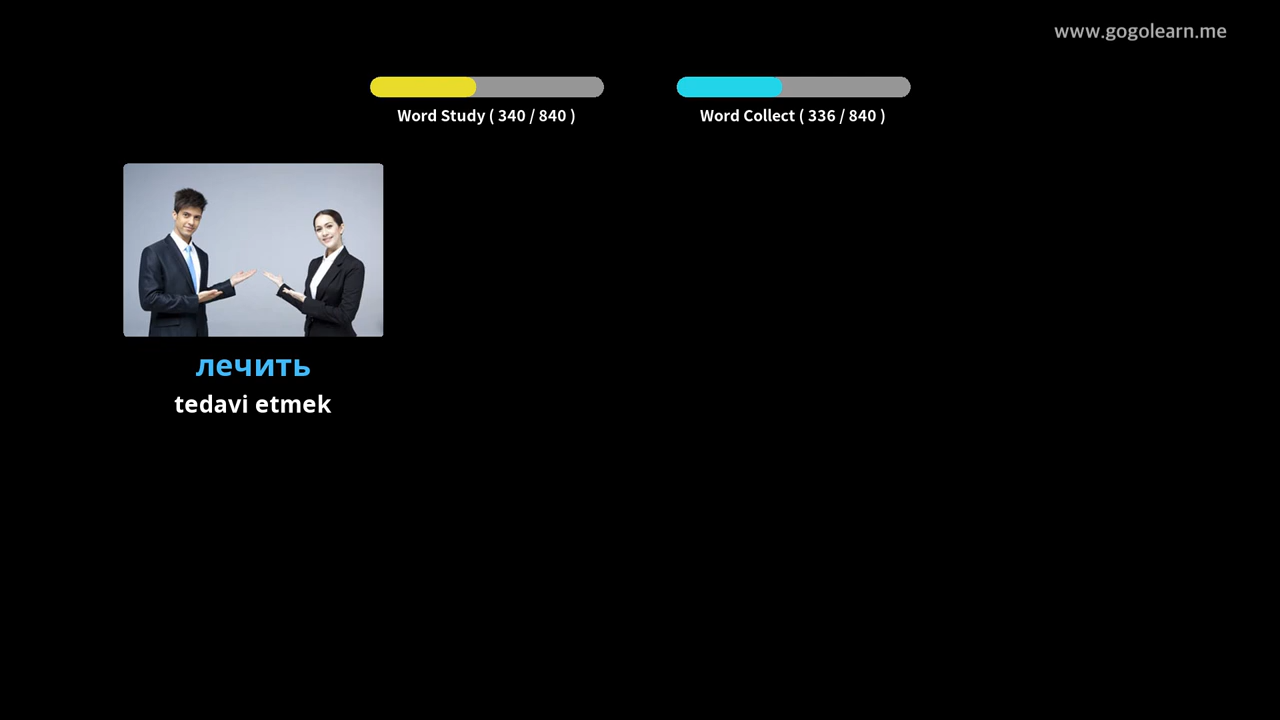 www.gogolearn.me
Word Study ( 340 / 840 )
Word Collect ( 336 / 840 )
лечить
tedavi etmek